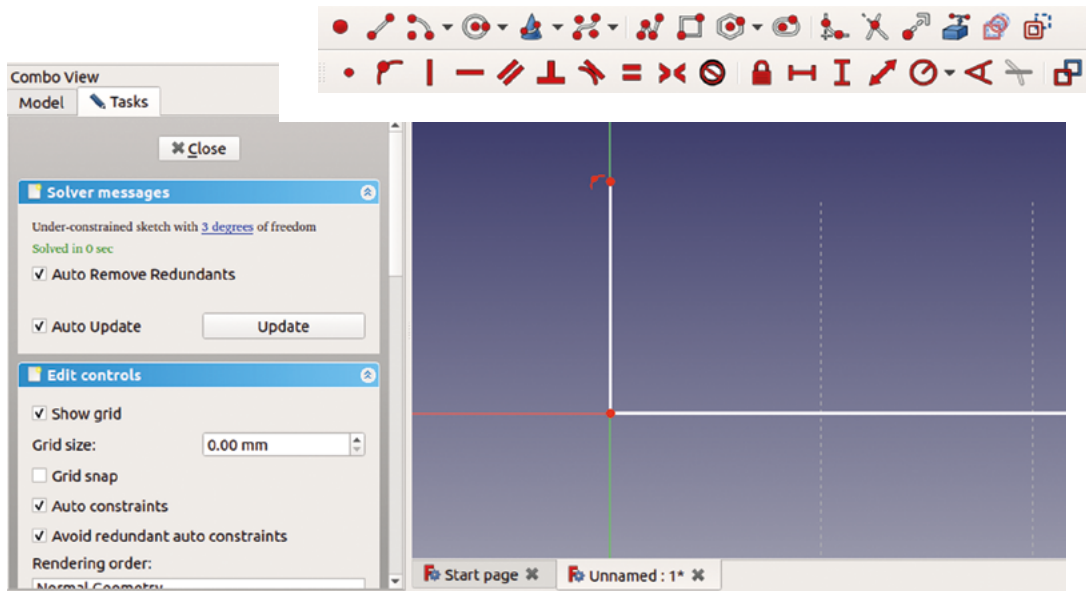 Combo View
Model
Tasks
Close
Solver messages
Under-constrained sketch with 3 degrees of freedom
Solved in 0 sec
Auto Remove Redundants
Auto Update
Update
Edit controls
Show grid
Grid size:
0.00 mm
Grid snap
Auto constraints
Avoid redundant auto constraints
Rendering order:
Normal Geometry
Start page
Unnamed : 1*